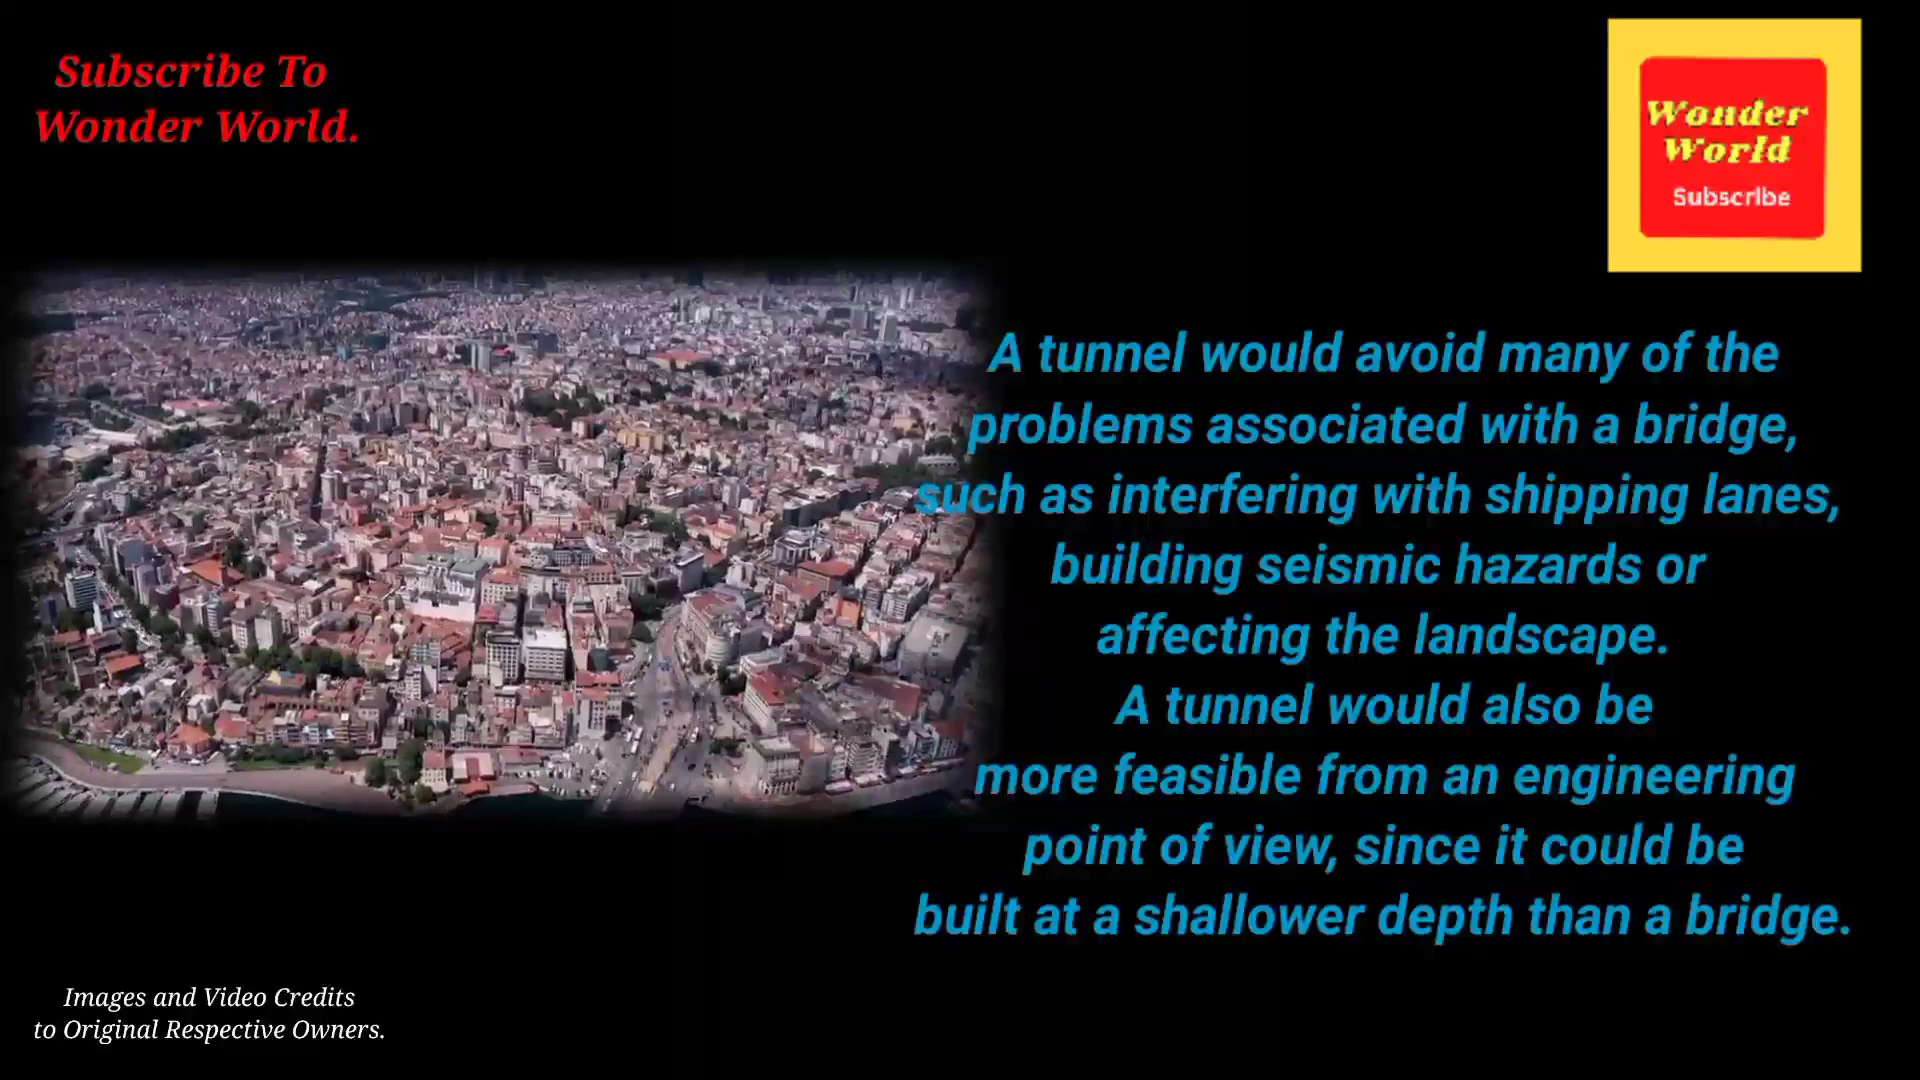 Subscribe To
Wonder World.
Wonder
World
Subscribe
A tunnel would avoid many of the
problems associated with a bridge,
such as interfering with shipping lanes,
building seismic hazards or
affecting the landscape.
A tunnel would also be
more feasible from an engineering
point of view, since it could be
built at a shallower depth than a bridge.
Images and Video Credits
to Original Respective Owners.